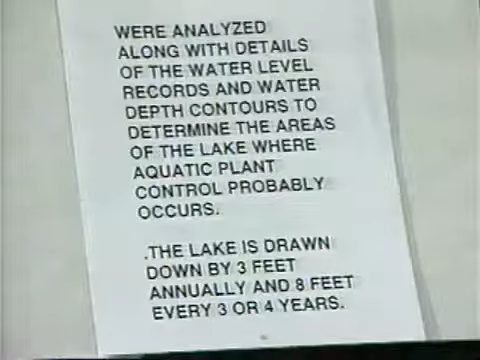 WERE ANALYZED
ALONG WITH DETAILS
OF THE WATER LEVEL
RECORDS AND WATER
DEPTH CONTOURS TO
DETERMINE THE AREAS
OF THE LAKE WHERE
AQUATIC PLANT
CONTROL PROBABLY
OCCURS.
.THE LAKE IS DRAWN
DOWN BY 3 FEET
ANNUALLY AND 8 FEET
EVERY 3 OR 4 YEARS.